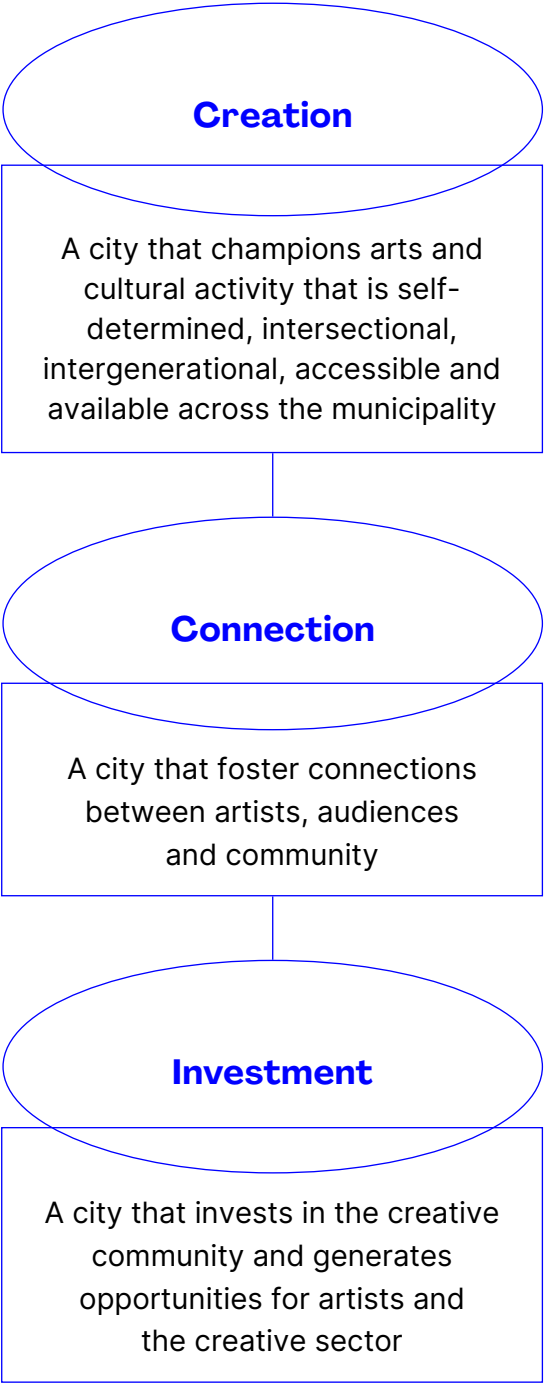 Creation
A city that champions arts and
cultural activity that is self-
determined, intersectional,
intergenerational, accessible and
available across the municipality
Connection
A city that foster connections
between artists, audiences
and community
Investment
A city that invests in the creative
community and generates
opportunities for artists and
the creative sector